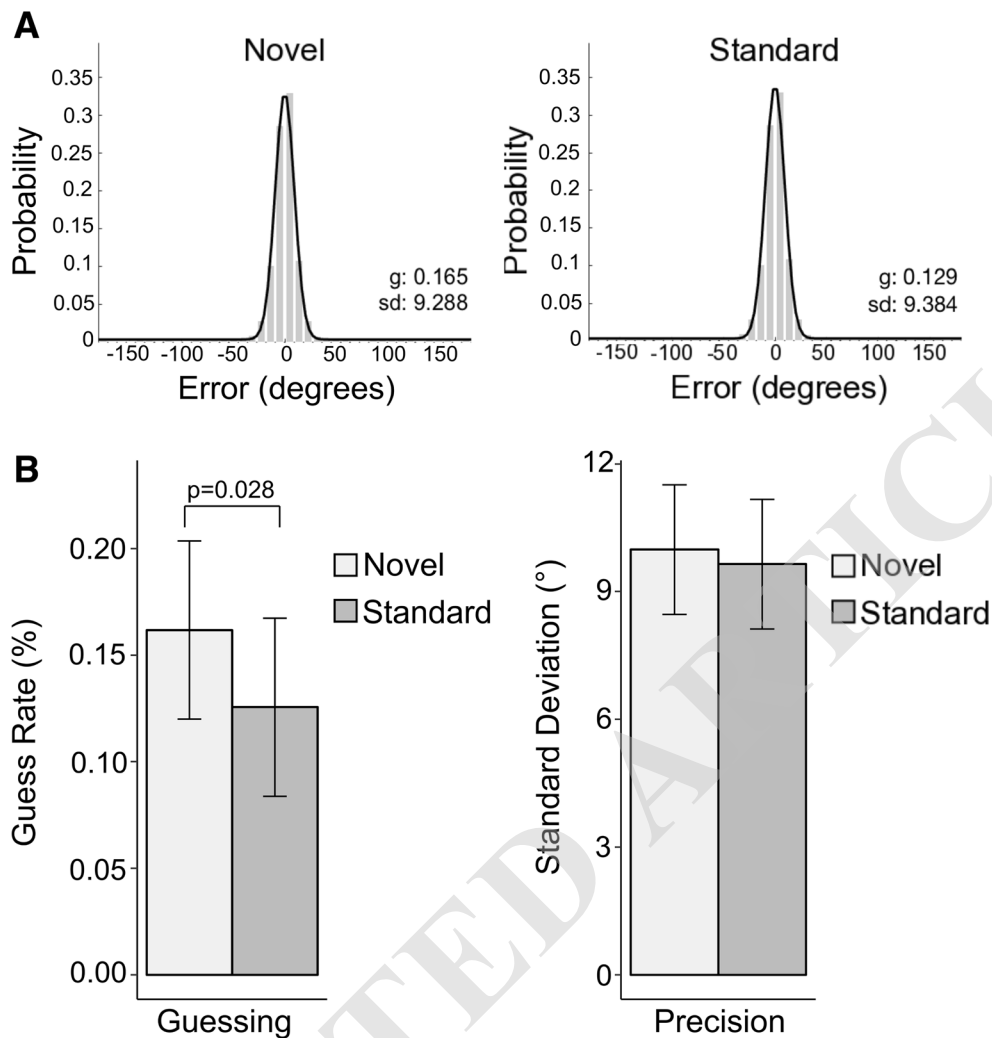 A
Novel
Probability
0.35
0.3
0.25
0.2
0.15
0.1
0.05
0
g: 0.165
sd: 9.288
-150 -100 -50 0 50 100 150
Error (degrees)
Standard
Probability
0.35
0.3
0.25
0.2
0.15
0.1
0.05
0
g: 0.129
sd: 9.384
-150 -100 -50 0 50 100 150
Error (degrees)
B
p=0.028
Guess Rate (%)
0.20
0.15
0.10
0.05
0.00
Novel
Standard
Guessing
Standard Deviation (°)
12
9
6
3
0
Novel
Standard
Precision
TED ARTICL